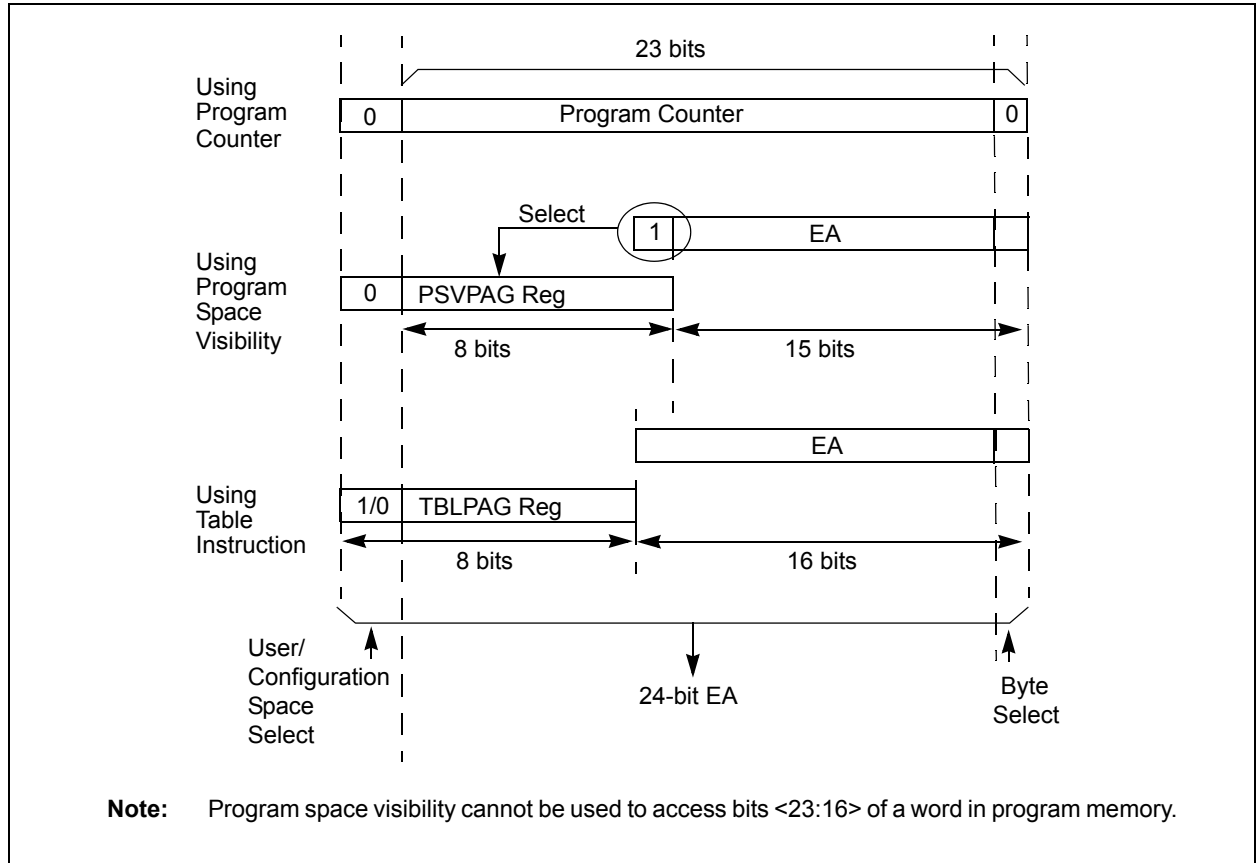 23 bits
Using
Program
Counter
0
Program Counter
0
Select
1
EA
Using
Program
Space
Visibility
0
PSVPAG Reg
8 bits
15 bits
EA
Using
Table
Instruction
1/0
TBLPAG Reg
8 bits
16 bits
User/
Configuration
Space
Select
24-bit EA
Byte
Select
Note: Program space visibility cannot be used to access bits <23:16> of a word in program memory.